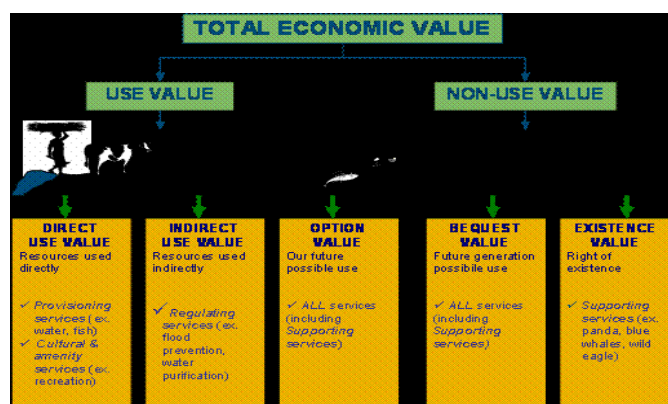 TOTAL ECONOMIC VALUE
USE VALUE
NON-USE VALUE
DIRECT
USE VALUE
Resources used
directly
✓ Provisioning
services (ex.
water, fish)
✓ Cultural &
amenity
services (ex.
recreation)
INDIRECT
USE VALUE
Resources used
indirectly
✓ Regulating
services (ex.
flood
prevention,
water
purification)
OPTION
VALUE
Our future
possible use
✓ ALL services
(including
Supporting
services)
BEQUEST
VALUE
Future generation
possibile use
✓ ALL services
(including
Supporting
services)
EXISTENCE
VALUE
Right of
existence
✓ Supporting
services (ex.
panda, blue
whales, wild
eagle)